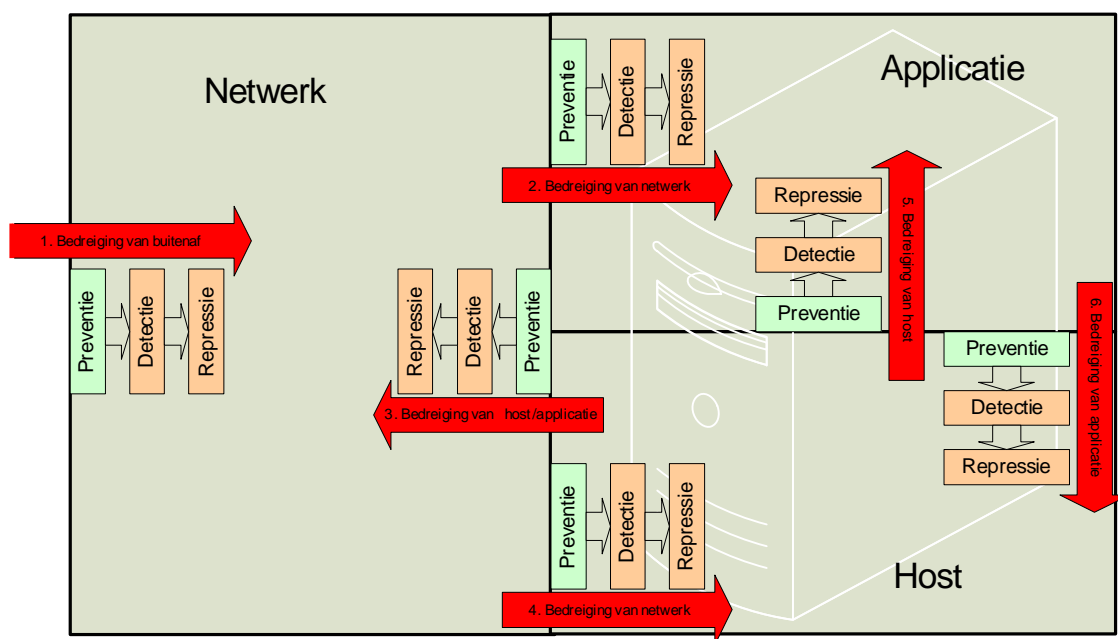 Netwerk
Applicatie
Preventie
Detectie
Repressie
2. Bedreiging van netwerk
1. Bedreiging van buitenaf
Preventie
Detectie
Repressie
Repressie
Detectie
Preventie
3. Bedreiging van host/applicatie
Repressie
Detectie
Preventie
5. Bedreiging van host
Preventie
Detectie
Repressie
6. Bedreiging van applicatie
Preventie
Detectie
Repressie
Host
4. Bedreiging van netwerk